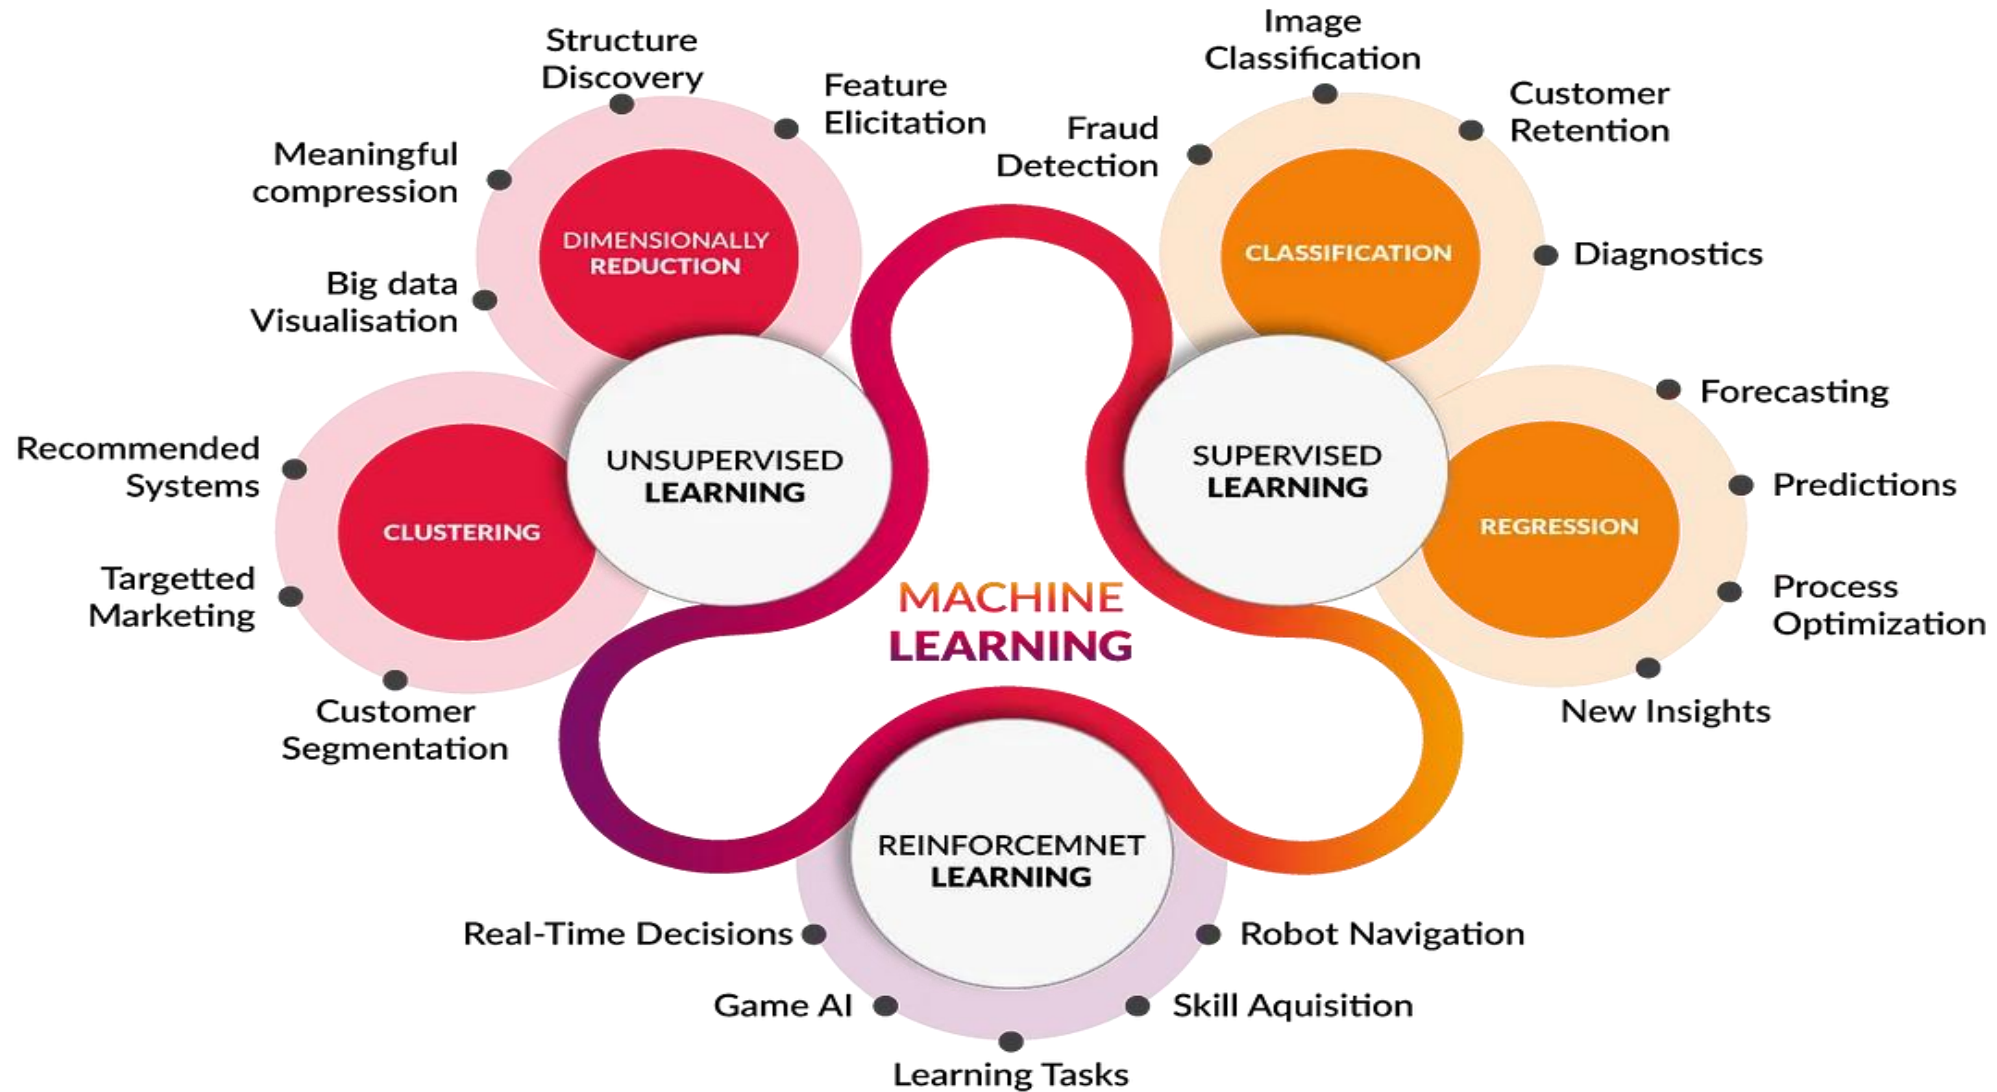 Structure
Discovery
Feature
Elicitation
Meaningful
compression
Big data
Visualisation
DIMENSIONALLY
REDUCTION
Recommended
Systems
Targetted
Marketing
Customer
Segmentation
CLUSTERING
UNSUPERVISED
LEARNING
Image
Classification
Fraud
Detection
Customer
Retention
Diagnostics
CLASSIFICATION
SUPERVISED
LEARNING
Forecasting
Predictions
Process
Optimization
New Insights
REGRESSION
MACHINE
LEARNING
REINFORCEMNET
LEARNING
Real-Time Decisions
Game AI
Learning Tasks
Skill Aquisition
Robot Navigation